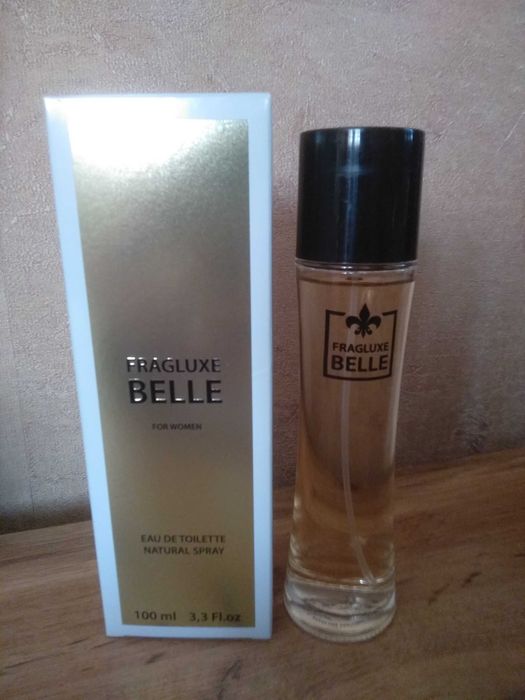 FRAGLUXE
BELLE
FOR WOMEN
EAU DE TOILETTE
NATURAL SPRAY
100 ml 3,3 Fl.oz
FRAGLUXE
BELLE